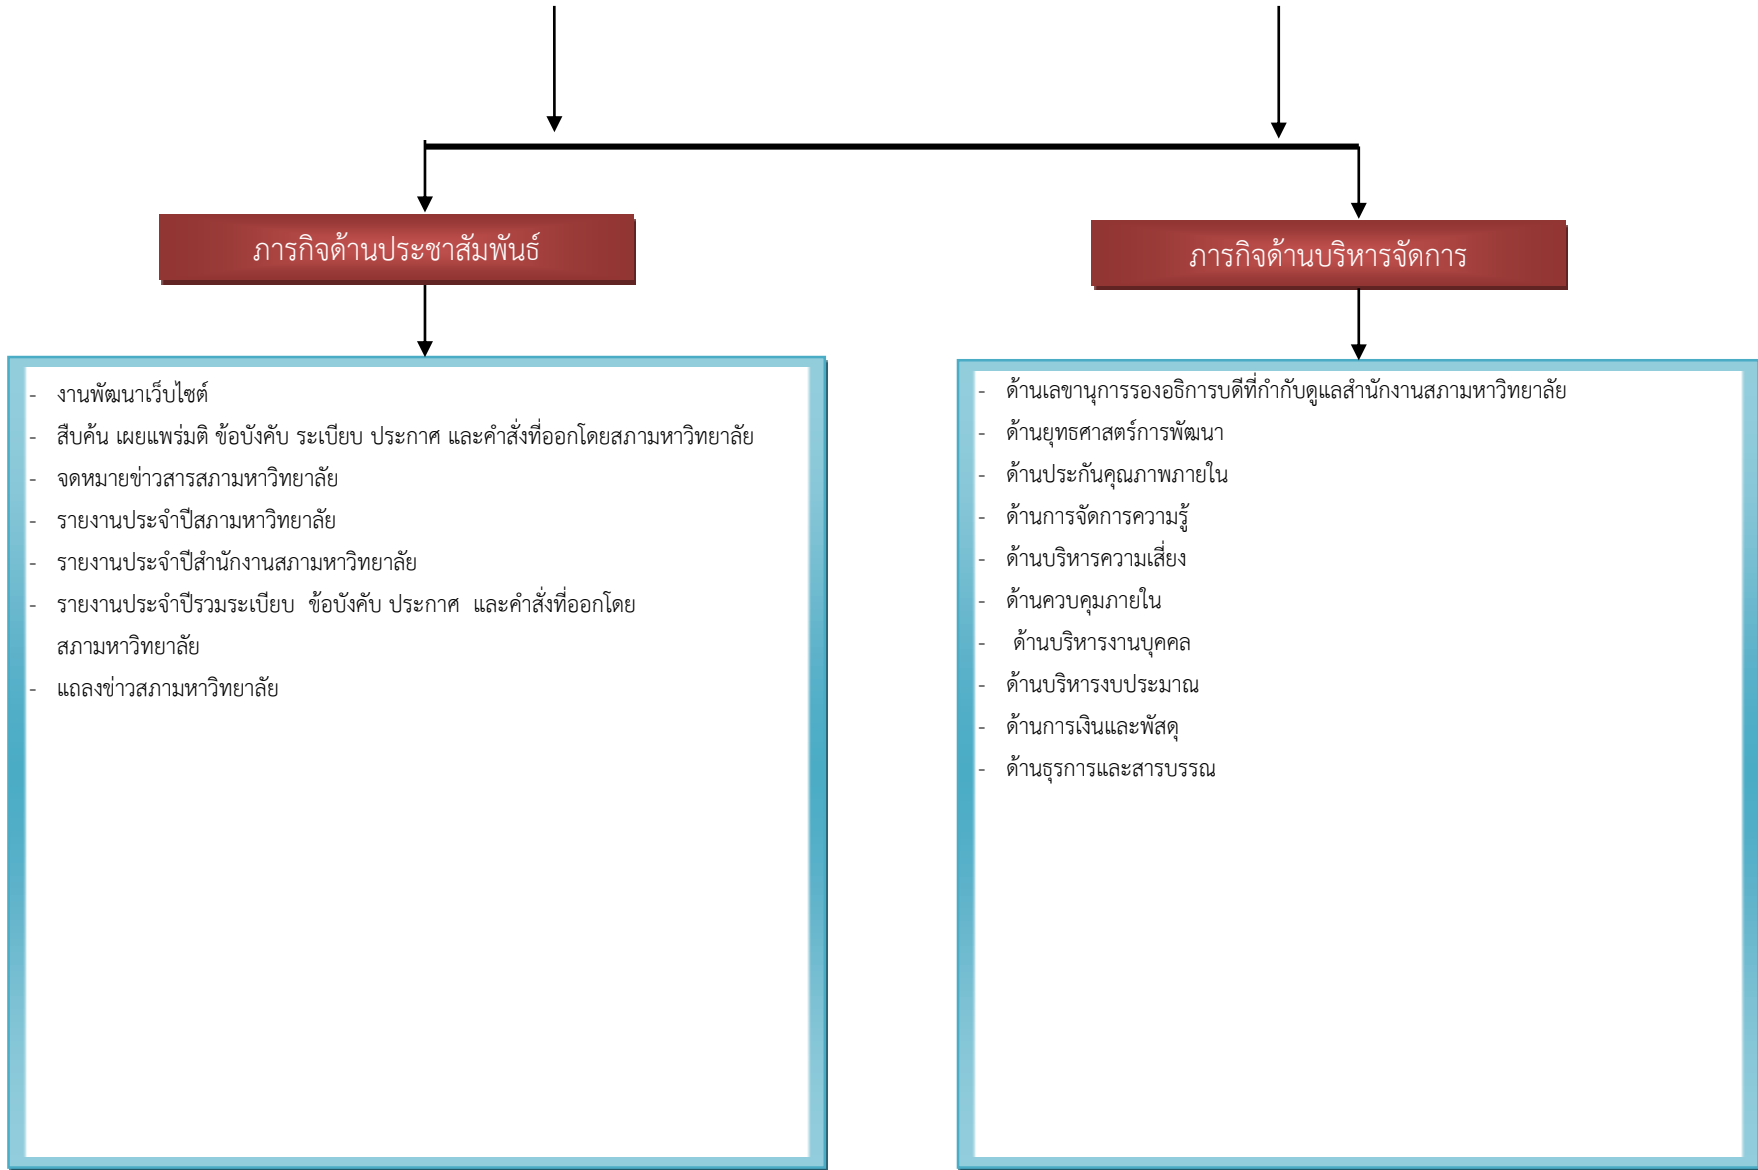 ภารกิจด้านประชาสัมพันธ์
- งานพัฒนาเว็บไซต์
- สืบค้น เผยแพร่มติ ข้อบังคับ ระเบียบ ประกาศ และคำสั่งที่ออกโดยสภามหาวิทยาลัย
- จดหมายข่าวสารสภามหาวิทยาลัย
- รายงานประจำปีสภามหาวิทยาลัย
- รายงานประจำปีสำนักงานสภามหาวิทยาลัย
- รายงานประจำปีรวมระเบียบ ข้อบังคับ ประกาศ และคำสั่งที่ออกโดย
สภามหาวิทยาลัย
- แถลงข่าวสภามหาวิทยาลัย
ภารกิจด้านบริหารจัดการ
- ด้านเลขานุการรองอธิการบดีที่กำกับดูแลสำนักงานสภามหาวิทยาลัย
- ด้านยุทธศาสตร์การพัฒนา
- ด้านประกันคุณภาพภายใน
- ด้านการจัดการความรู้
- ด้านบริหารความเสี่ยง
- ด้านควบคุมภายใน
- ด้านบริหารงานบุคคล
- ด้านบริหารงบประมาณ
- ด้านการเงินและพัสดุ
- ด้านธุรการและสารบรรณ